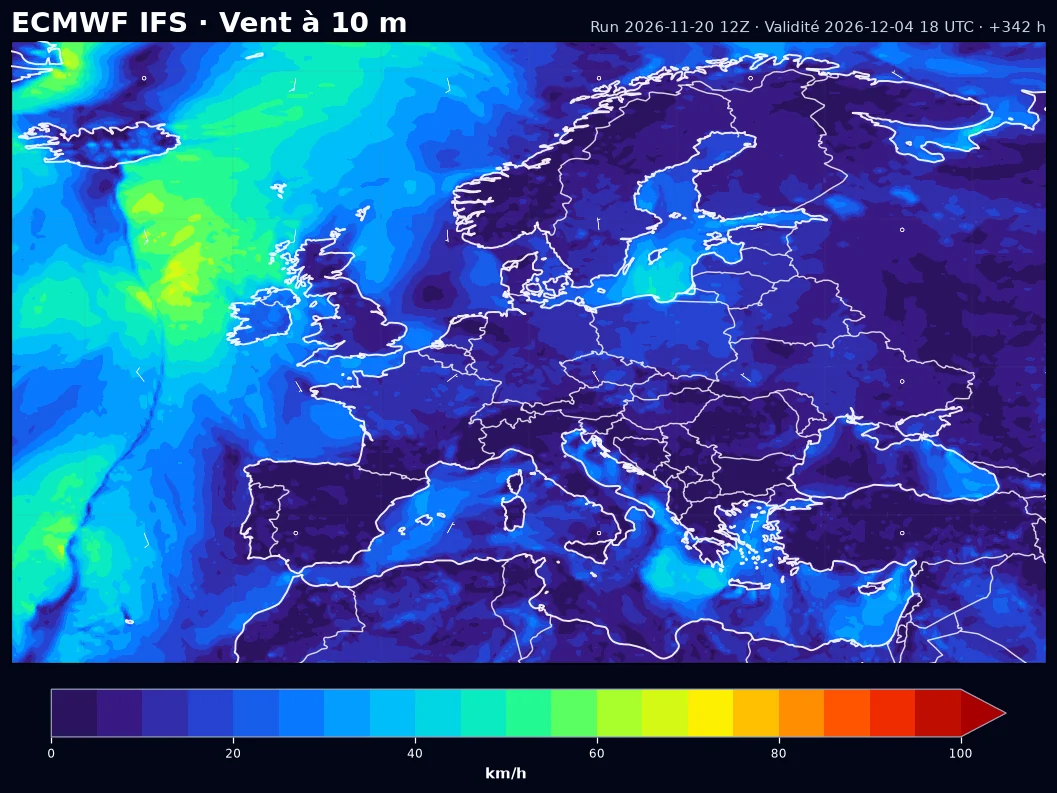 ECMWF IFS · Vent à 10 m
Run 2026-11-20 12Z · Validité 2026-12-04 18 UTC · +342 h
0 20 40 60 80 100
km/h